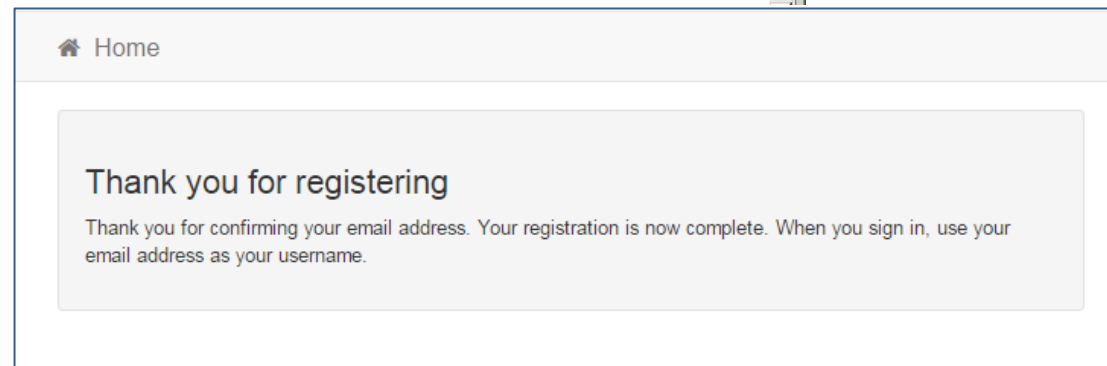 Home
Thank you for registering
Thank you for confirming your email address. Your registration is now complete. When you sign in, use your
email address as your username.